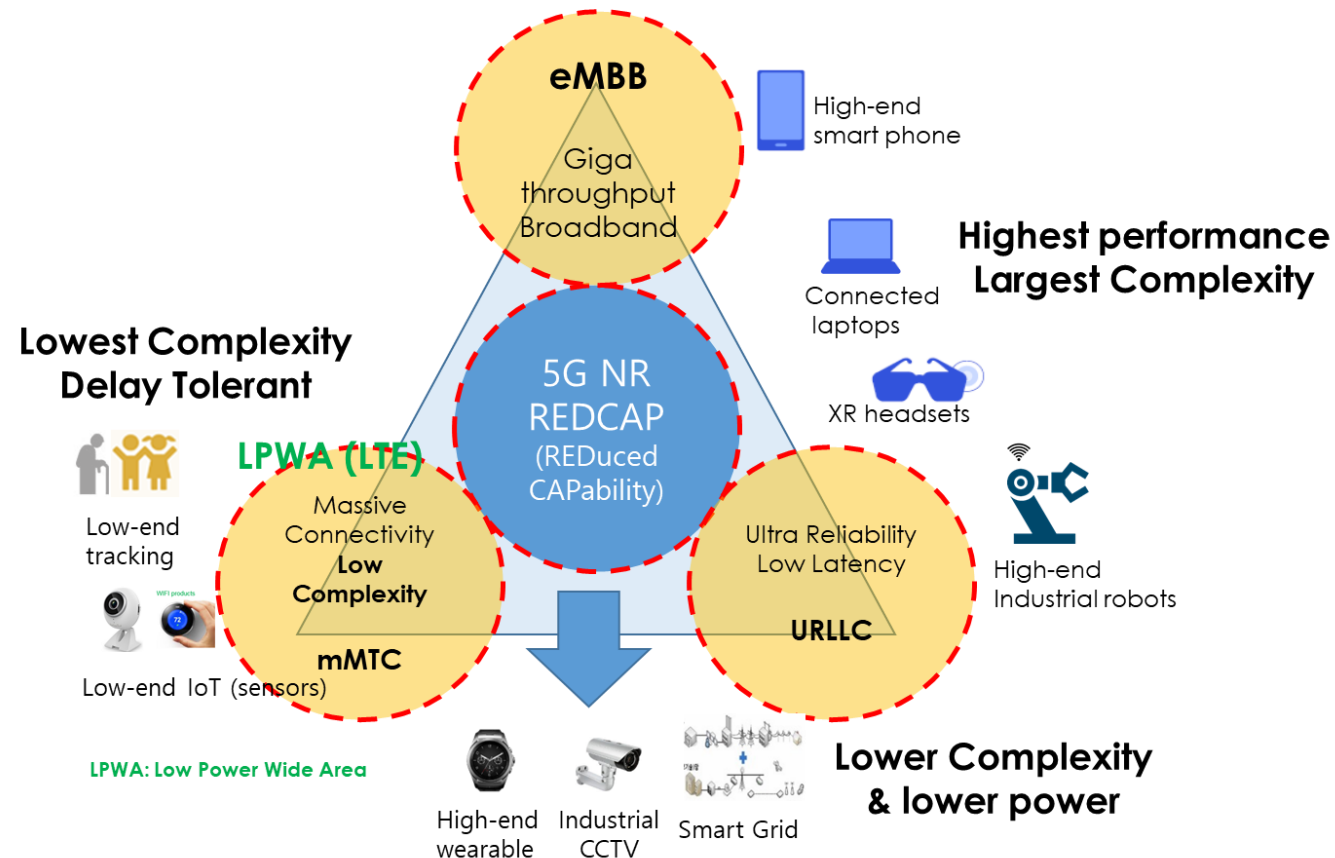 eMBB
Giga
throughput
Broadband
High-end
smart phone
Highest performance
Largest Complexity
Connected
laptops
XR headsets
Lowest Complexity
Delay Tolerant
5G NR
REDCAP
(REDuced
CAPability)
LPWA (LTE)
Massive
Connectivity
Low
Complexity
mMTC
Low-end
tracking
WIFI products
72
Low-end IoT (sensors)
Ultra Reliability
Low Latency
URLLC
High-end
Industrial robots
LPWA: Low Power Wide Area
High-end
wearable
Industrial
CCTV
Smart Grid
Lower Complexity
& lower power